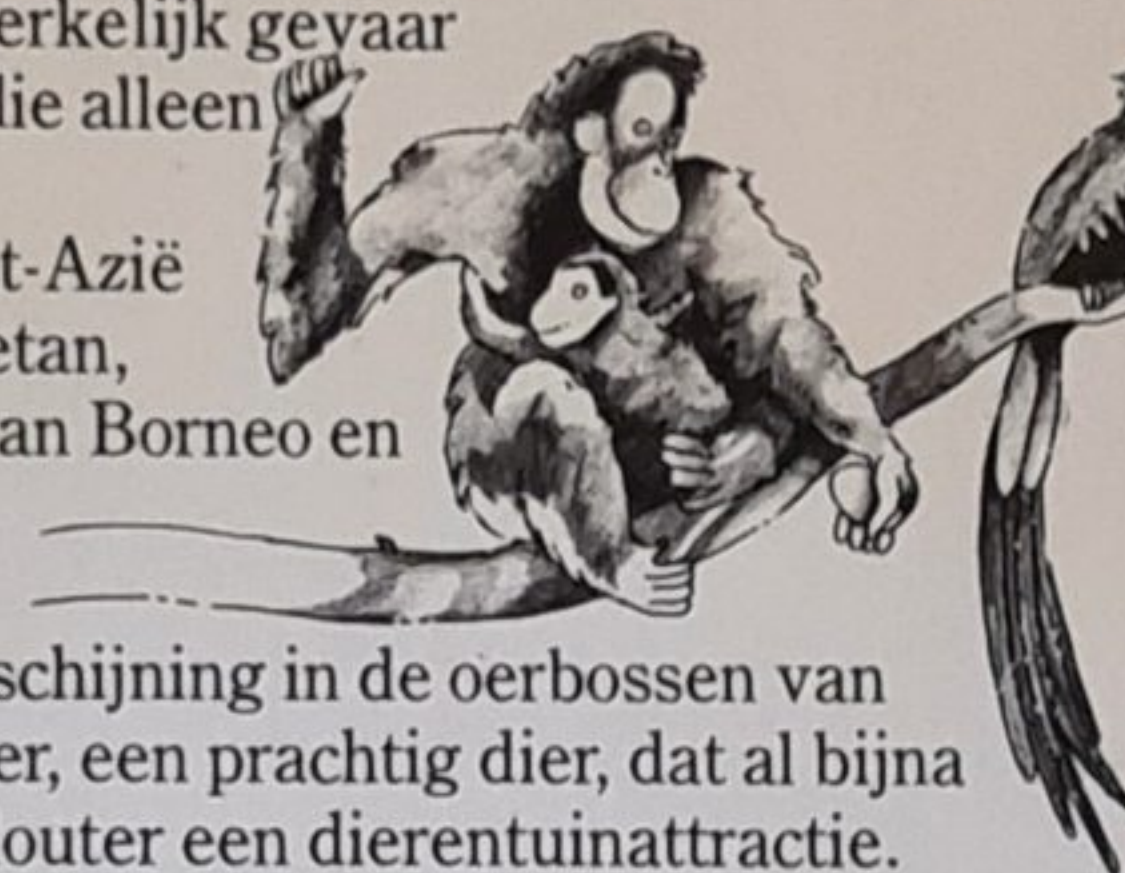 erkelijk gevaar
lie alleen
t-Azië
etan,
an Borneo en
schijning in de oerbossen van
er, een prachtig dier, dat al bijna
louter een dierentuinattractie.